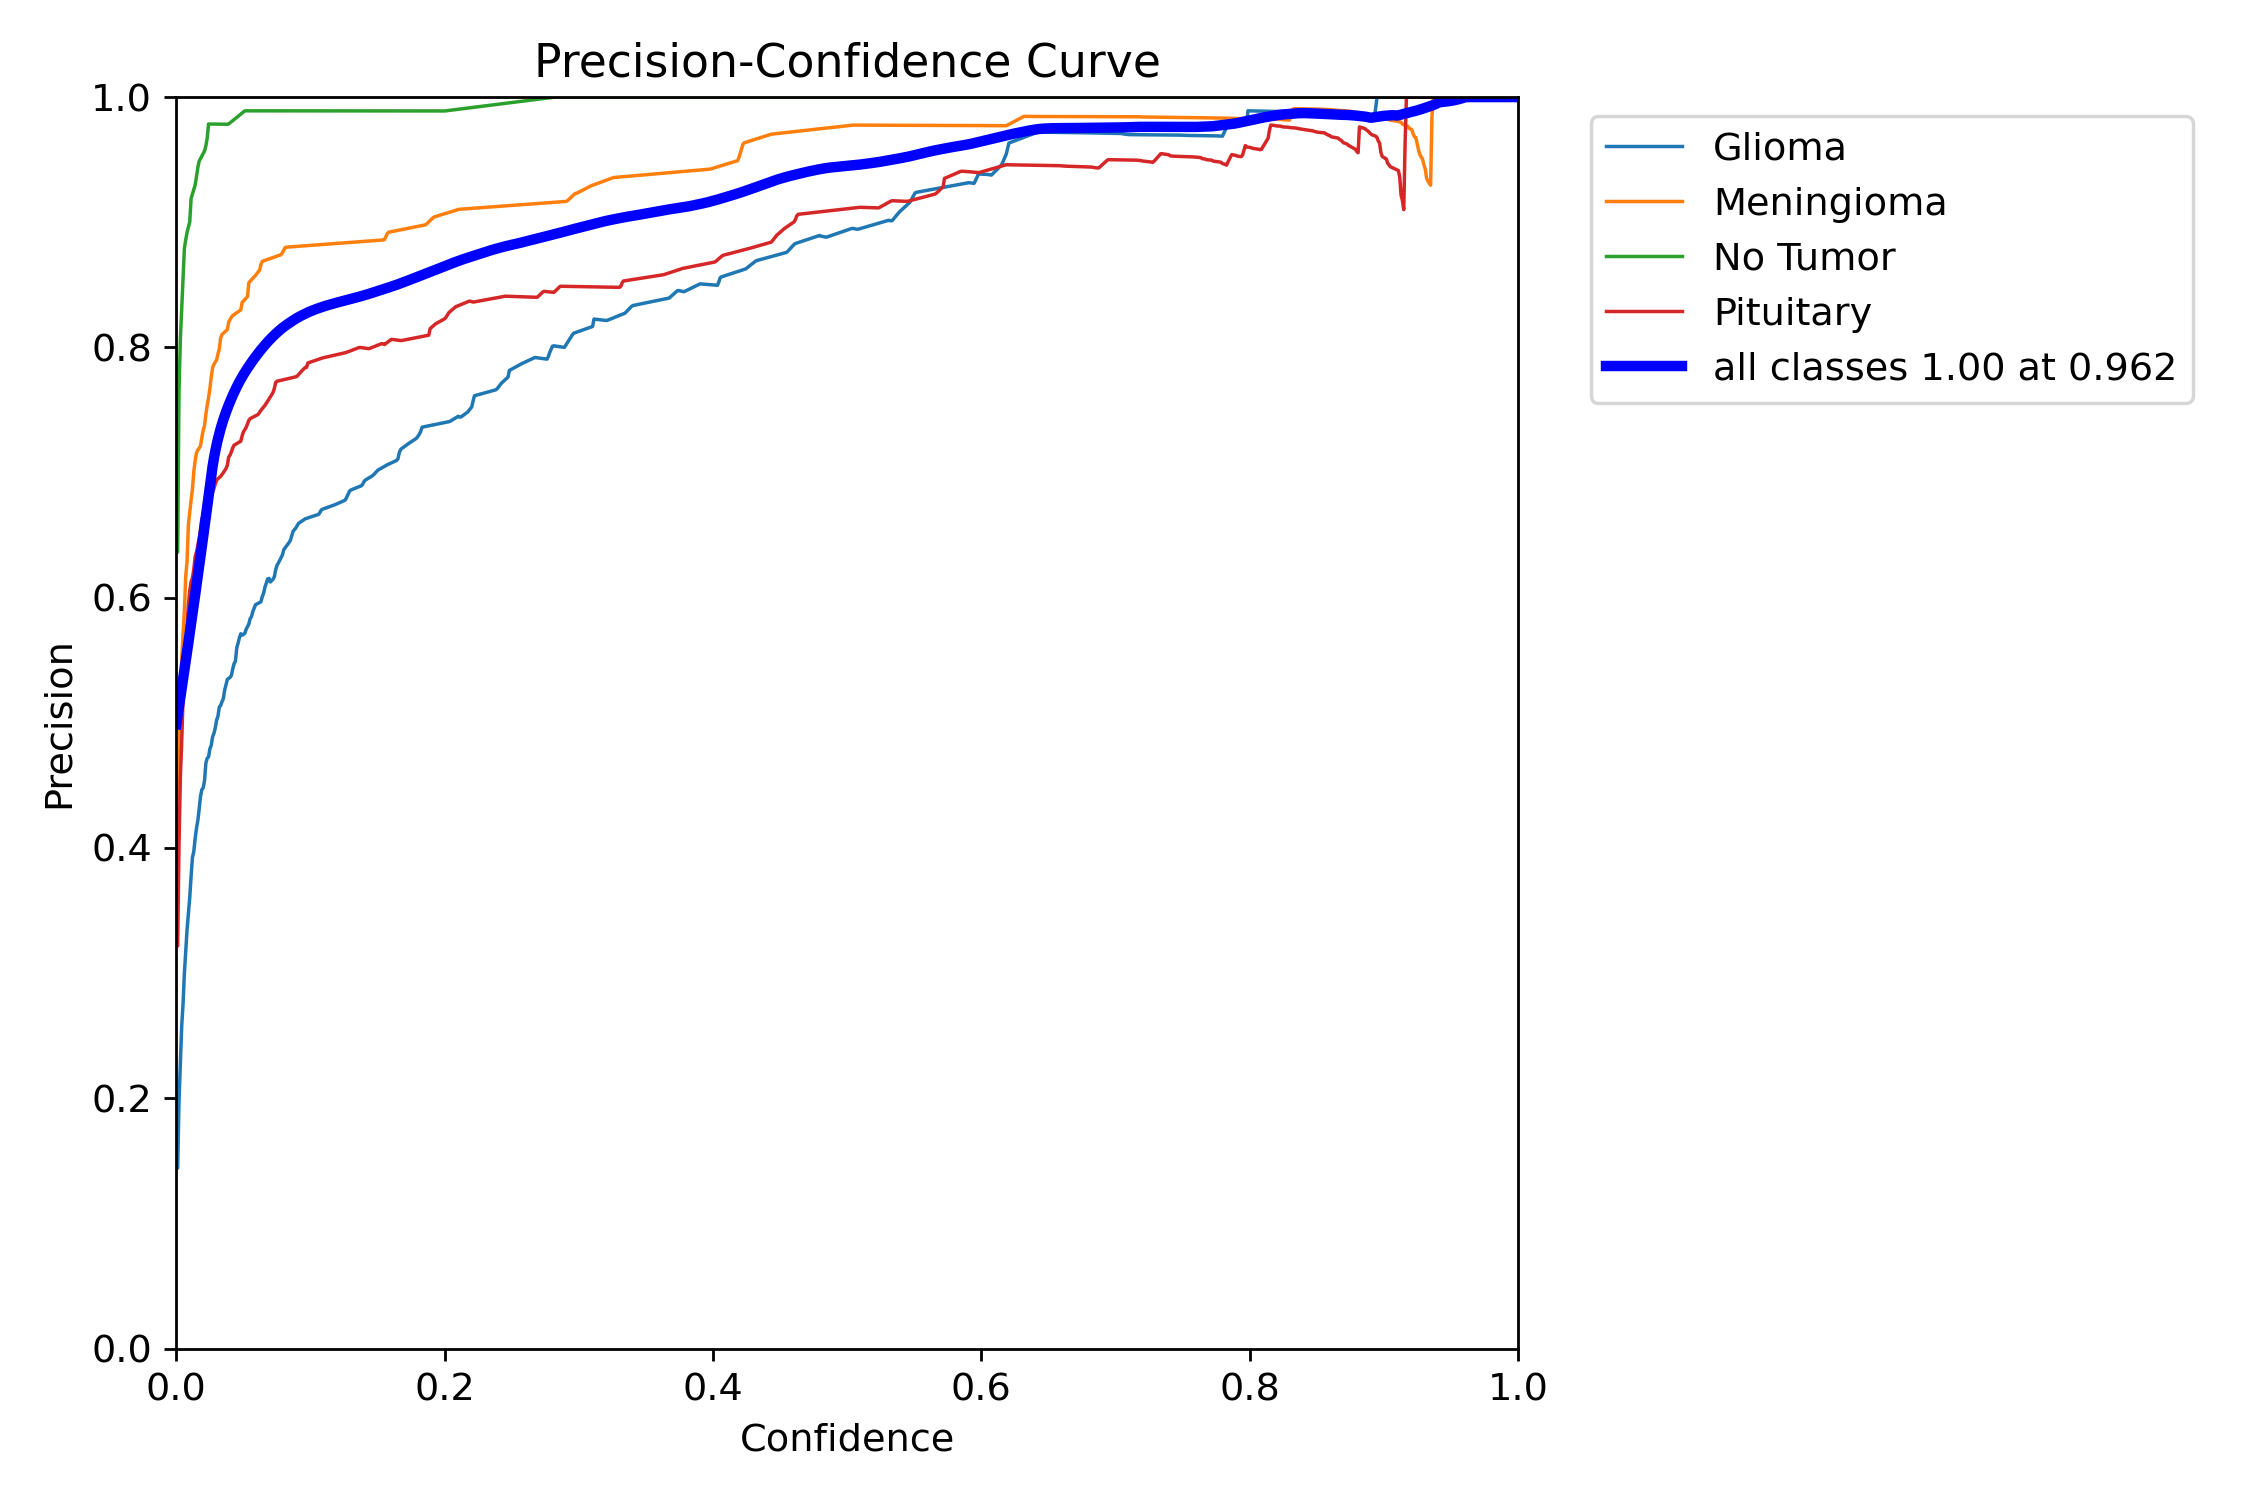 Precision-Confidence Curve
1.0
0.8
0.6
0.4
0.2
0.0
Precision
0.0 0.2 0.4 0.6 0.8 1.0
Confidence
Glioma
Meningioma
No Tumor
Pituitary
all classes 1.00 at 0.962